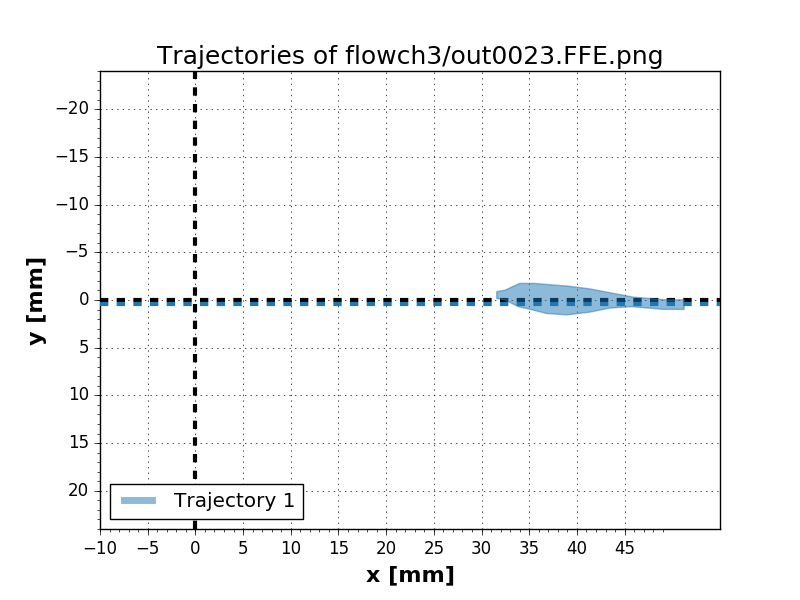 Trajectories of flowch3/out0023.FFE.png
y [mm]
−20
−15
−10
−5
0
5
10
15
20
Trajectory 1
−10 −5 0 5 10 15 20 25 30 35 40 45
x [mm]